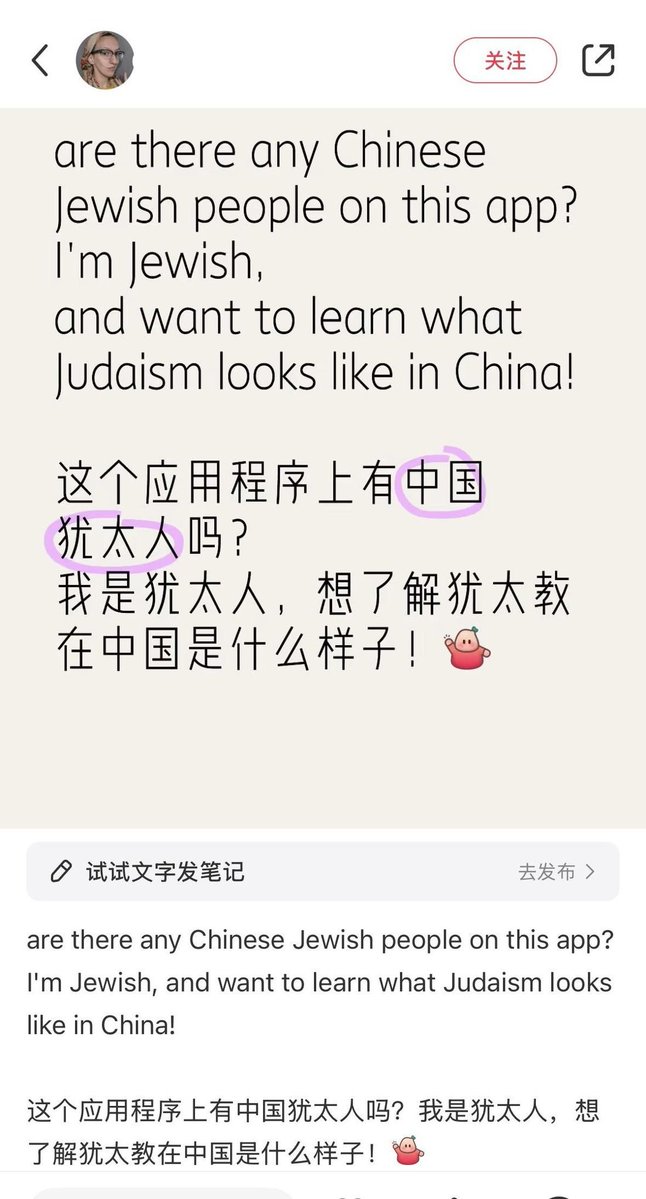 关注
are there any Chinese
Jewish people on this app?
I'm Jewish,
and want to learn what
Judaism looks like in China!
这个应用程序上有中国
犹太人吗?
我是犹太人，想了解犹太教
在中国是什么样子!
试试文字发笔记 去发布
are there any Chinese Jewish people on this app?
I'm Jewish, and want to learn what Judaism looks
like in China!
这个应用程序上有中国犹太人吗？我是犹太人，想
了解犹太教在中国是什么样子！